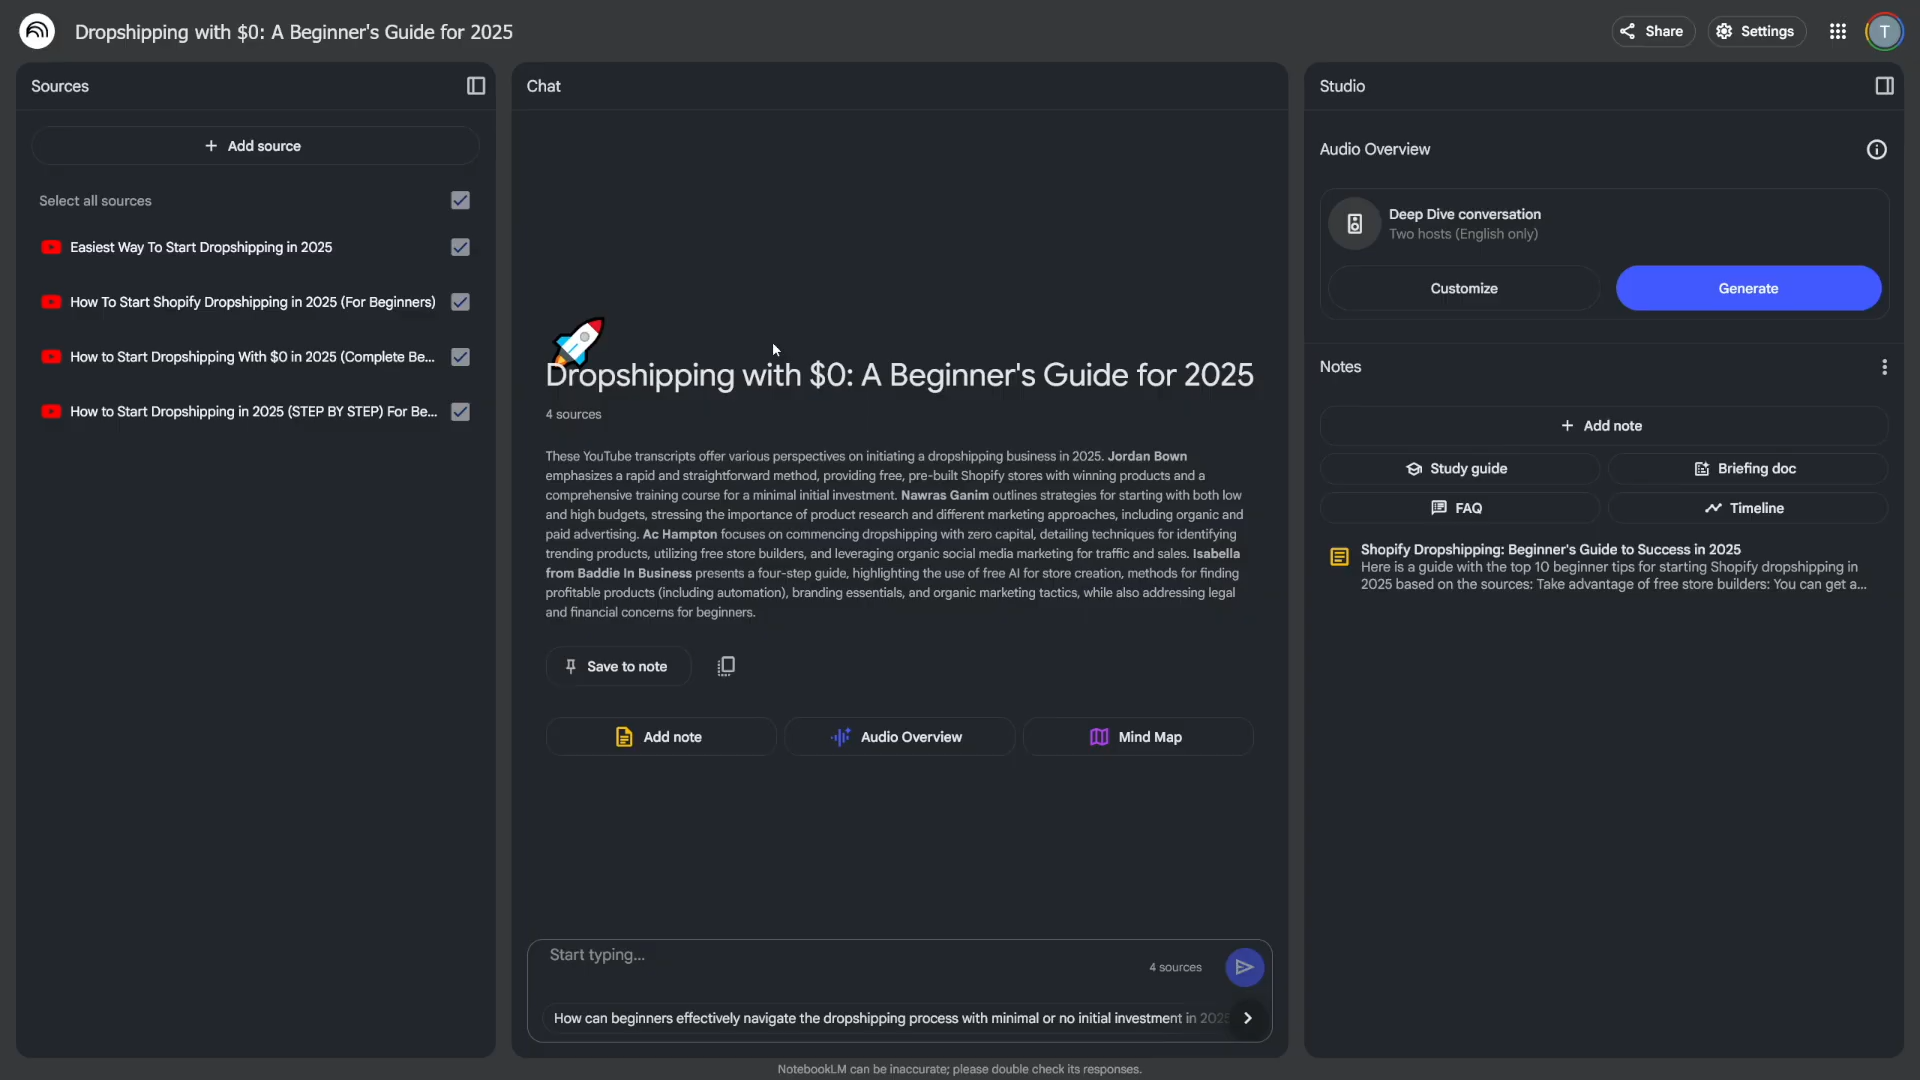 Dropshipping with $0: A Beginner's Guide for 2025
Share
Settings
T
Sources
Add source
Select all sources
Easiest Way To Start Dropshipping in 2025
How To Start Shopify Dropshipping in 2025 (For Beginners)
How to Start Dropshipping With $0 in 2025 (Complete Be...
How to Start Dropshipping in 2025 (STEP BY STEP) For Be...
Chat
Dropshipping with $0: A Beginner's Guide for 2025
4 sources
These YouTube transcripts offer various perspectives on initiating a dropshipping business in 2025. Jordan Bown
emphasizes a rapid and straightforward method, providing free, pre-built Shopify stores with winning products and a
comprehensive training course for a minimal initial investment. Nawras Ganim outlines strategies for starting with both low
and high budgets, stressing the importance of product research and different marketing approaches, including organic and
paid advertising. Ac Hampton focuses on commencing dropshipping with zero capital, detailing techniques for identifying
trending products, utilizing free store builders, and leveraging organic social media marketing for traffic and sales. Isabella
from Baddie In Business presents a four-step guide, highlighting the use of free AI for store creation, methods for finding
profitable products (including automation), branding essentials, and organic marketing tactics, while also addressing legal
and financial concerns for beginners.
Save to note
Add note
Audio Overview
Mind Map
Start typing...
4 sources
How can beginners effectively navigate the dropshipping process with minimal or no initial investment in 2025
NotebookLM can be inaccurate; please double check its responses.
Studio
Audio Overview
Deep Dive conversation
Two hosts (English only)
Customize
Generate
Notes
Add note
Study guide
Briefing doc
FAQ
Timeline
Shopify Dropshipping: Beginner's Guide to Success in 2025
Here is a guide with the top 10 beginner tips for starting Shopify dropshipping in
2025 based on the sources: Take advantage of free store builders: You can get a...